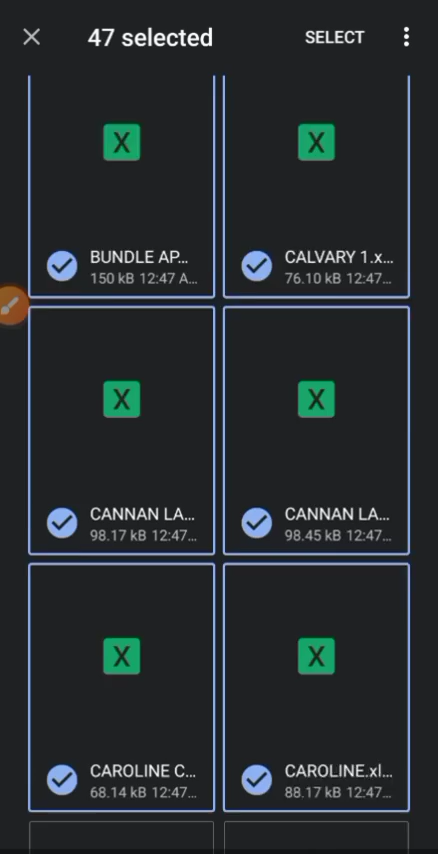 47 selected
SELECT
X
X
BUNDLE AP...
150 kB 12:47 A...
CALVARY 1.x...
76.10 kB 12:47...
X
X
CANNAN LA...
98.17 kB 12:47...
CANNAN LA...
98.45 kB 12:47...
X
X
CAROLINE C...
68.14 kB 12:47...
CAROLINE.xl...
88.17 kB 12:47...